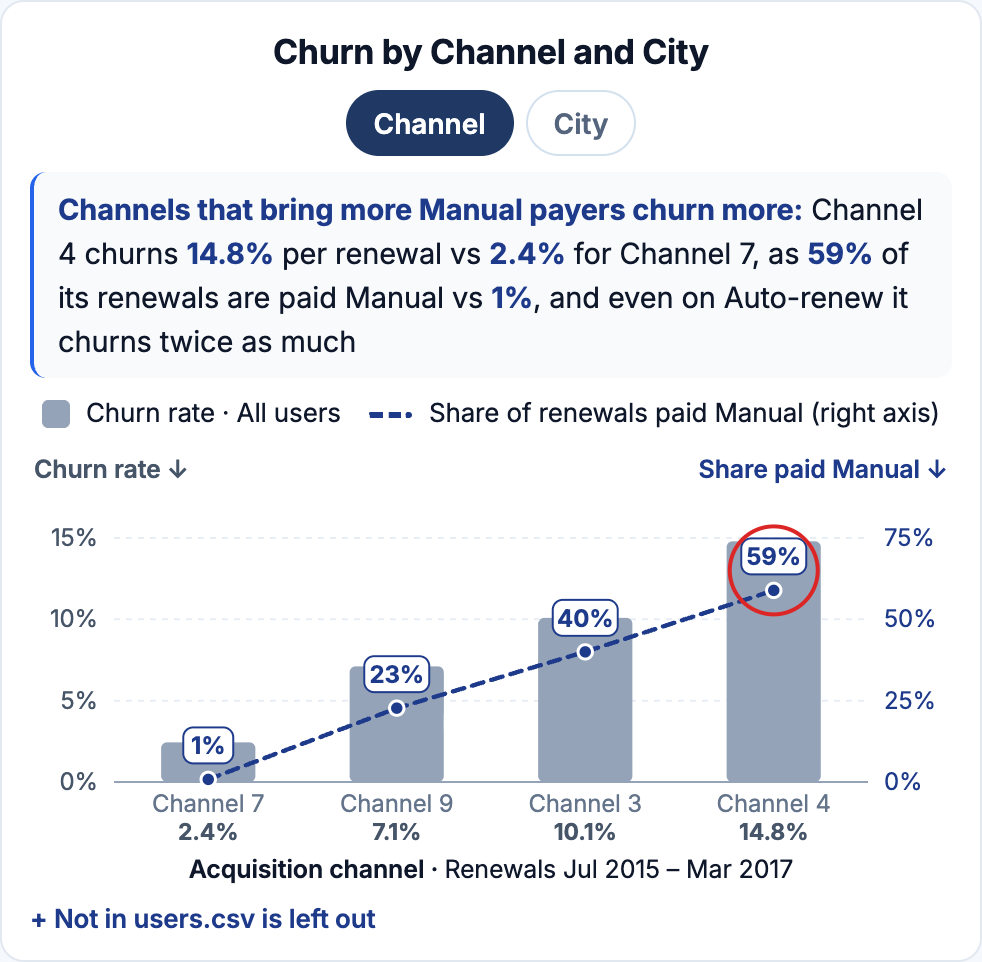 Churn by Channel and City
Channel
City
Channels that bring more Manual payers churn more: Channel
4 churns 14.8% per renewal vs 2.4% for Channel 7, as 59% of
its renewals are paid Manual vs 1%, and even on Auto-renew it
churns twice as much
Churn rate · All users
Share of renewals paid Manual (right axis)
Churn rate ↓
Share paid Manual ↓
15%
10%
5%
0%
75%
50%
25%
0%
1%
23%
40%
59%
Channel 7
2.4%
Channel 9
7.1%
Channel 3
10.1%
Channel 4
14.8%
Acquisition channel · Renewals Jul 2015 – Mar 2017
+ Not in users.csv is left out